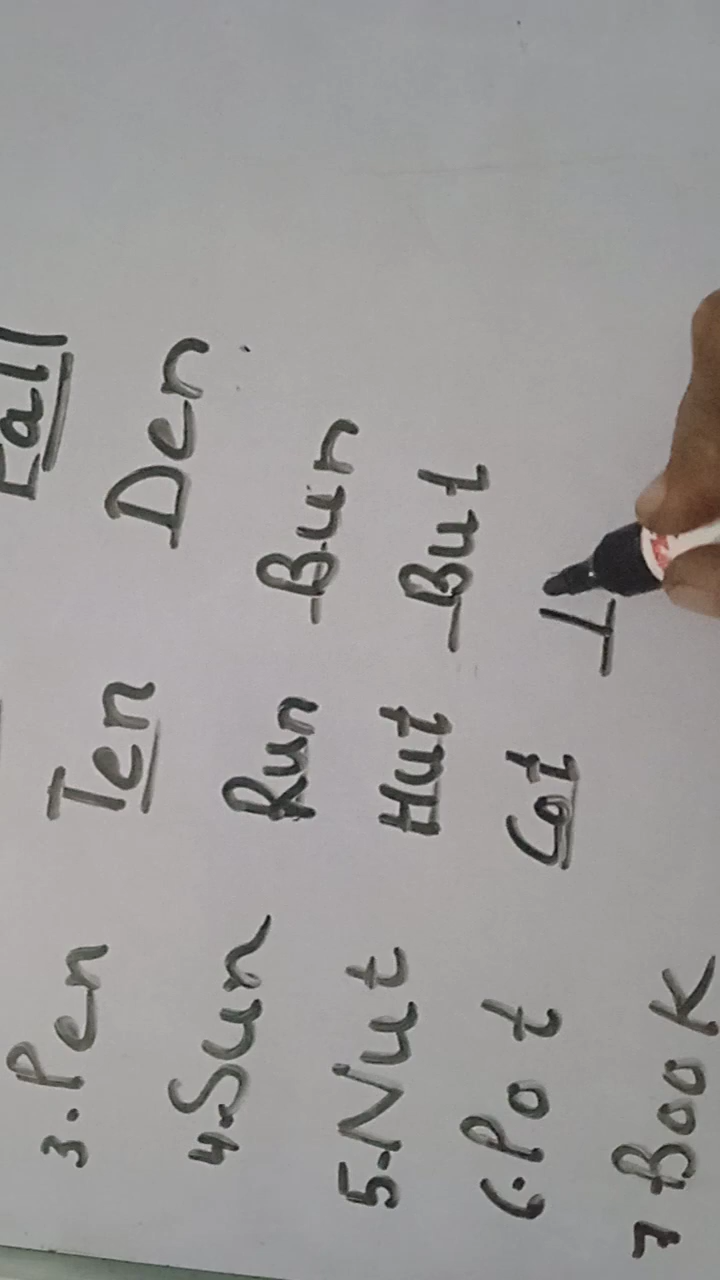 Fall
3. Pen Ten Den
4. Sun Run Bun
5. Nut Hut But
6. Pot Cot T
7 Book